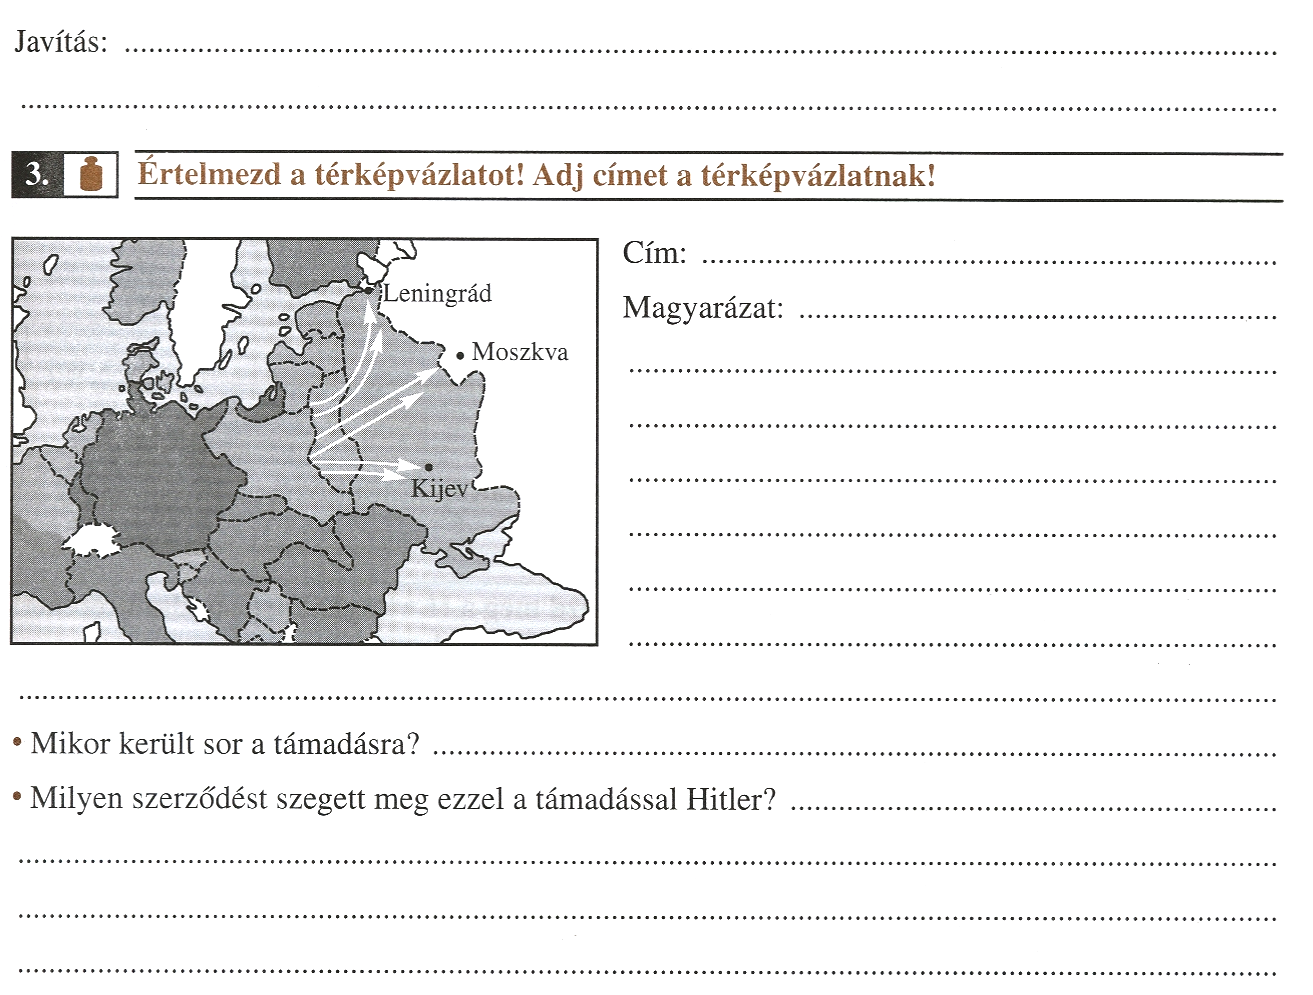 Javítás:
3. Értelmezd a térképvázlatot! Adj címet a térképvázlatnak!
Cím:
Magyarázat:
Leningrád
Moszkva
Kijev
• Mikor került sor a támadásra?
• Milyen szerződést szegett meg ezzel a támadással Hitler?